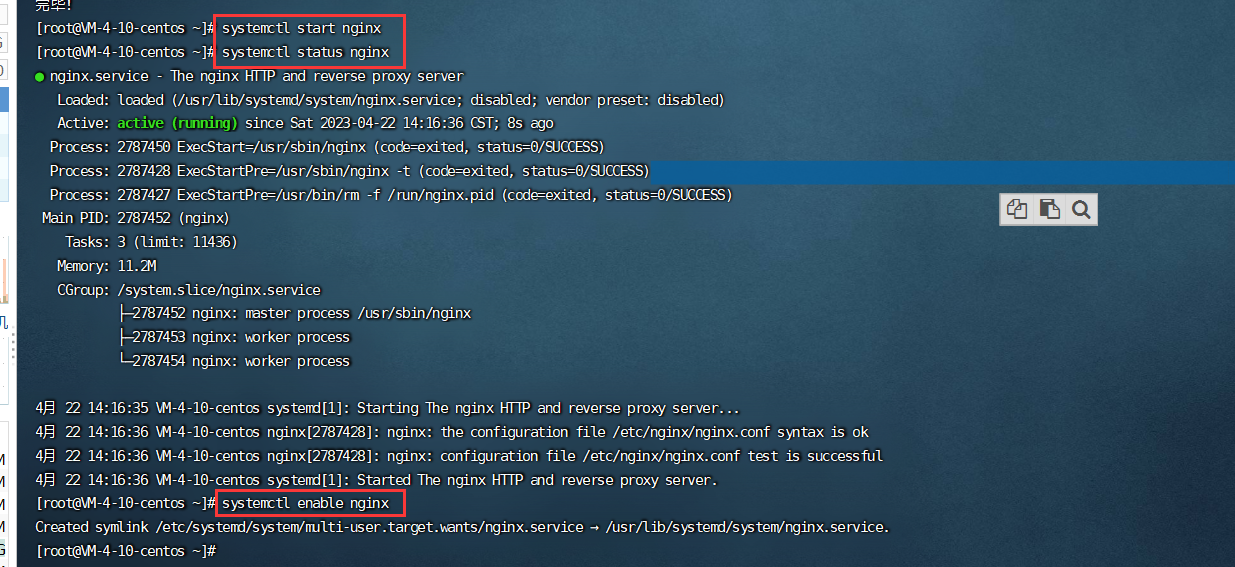 完毕!
[root@VM-4-10-centos ~]# systemctl start nginx
[root@VM-4-10-centos ~]# systemctl status nginx
● nginx.service - The nginx HTTP and reverse proxy server
Loaded: loaded (/usr/lib/systemd/system/nginx.service; disabled; vendor preset: disabled)
Active: active (running) since Sat 2023-04-22 14:16:36 CST; 8s ago
Process: 2787450 ExecStart=/usr/sbin/nginx (code=exited, status=0/SUCCESS)
Process: 2787428 ExecStartPre=/usr/sbin/nginx -t (code=exited, status=0/SUCCESS)
Process: 2787427 ExecStartPre=/usr/bin/rm -f /run/nginx.pid (code=exited, status=0/SUCCESS)
Main PID: 2787452 (nginx)
Tasks: 3 (limit: 11436)
Memory: 11.2M
CGroup: /system.slice/nginx.service
├─2787452 nginx: master process /usr/sbin/nginx
├─2787453 nginx: worker process
└─2787454 nginx: worker process
4月 22 14:16:35 VM-4-10-centos systemd[1]: Starting The nginx HTTP and reverse proxy server...
4月 22 14:16:36 VM-4-10-centos nginx[2787428]: nginx: the configuration file /etc/nginx/nginx.conf syntax is ok
4月 22 14:16:36 VM-4-10-centos nginx[2787428]: nginx: configuration file /etc/nginx/nginx.conf test is successful
4月 22 14:16:36 VM-4-10-centos systemd[1]: Started The nginx HTTP and reverse proxy server.
[root@VM-4-10-centos ~]# systemctl enable nginx
Created symlink /etc/systemd/system/multi-user.target.wants/nginx.service → /usr/lib/systemd/system/nginx.service.
[root@VM-4-10-centos ~]#